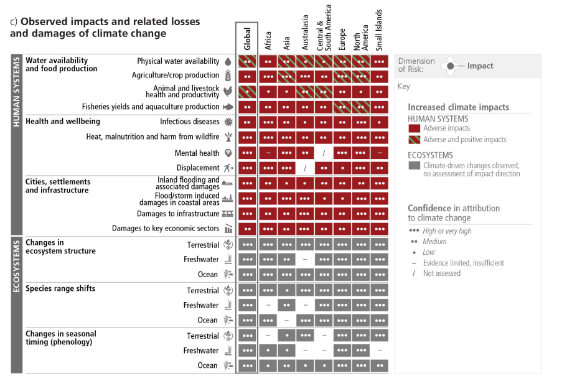 c) Observed impacts and related losses
and damages of climate change
Global
Africa
Asia
Australasia
Central &
South America
Europe
North
America
Small Islands
HUMAN SYSTEMS
Water availability
and food production
Physical water availability
Agriculture/crop production
Animal and livestock
health and productivity
Fisheries yields and aquaculture production
Health and wellbeing
Infectious diseases
Heat, malnutrition and harm from wildfire
Mental health
Displacement
Cities, settlements
and infrastructure
Inland flooding and
associated damages
Flood/storm induced
damages in coastal areas
Damages to infrastructure
Damages to key economic sectors
ECOSYSTEMS
Changes in
ecosystem structure
Terrestrial
Freshwater
Ocean
Species range shifts
Terrestrial
Freshwater
Ocean
Changes in seasonal
timing (phenology)
Terrestrial
Freshwater
Ocean
Dimension
of Risk:
Impact
Key
Increased climate impacts
HUMAN SYSTEMS
Adverse impacts
Adverse and positive impacts
ECOSYSTEMS
Climate-driven changes observed,
no assessment of impact direction
Confidence in attribution
to climate change
••• High or very high
•• Medium
• Low
– Evidence limited, insufficient
/ Not assessed